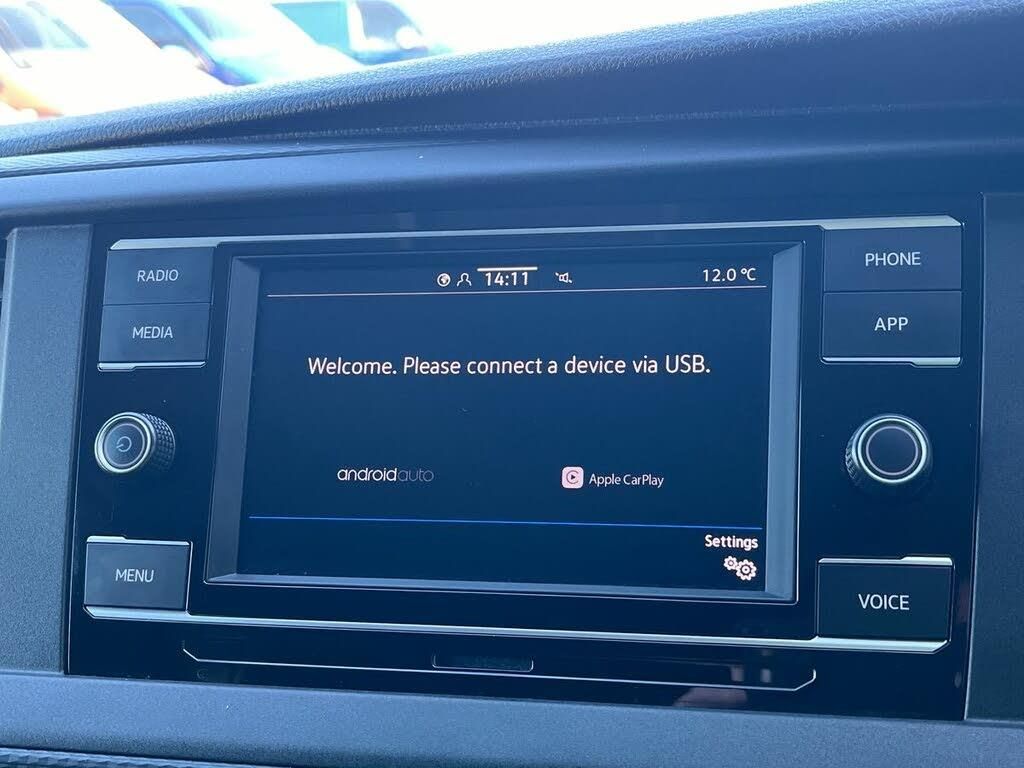 RADIO
MEDIA
MENU
14:11
12.0 °C
Welcome. Please connect a device via USB.
androidauto
Apple CarPlay
Settings
PHONE
APP
VOICE